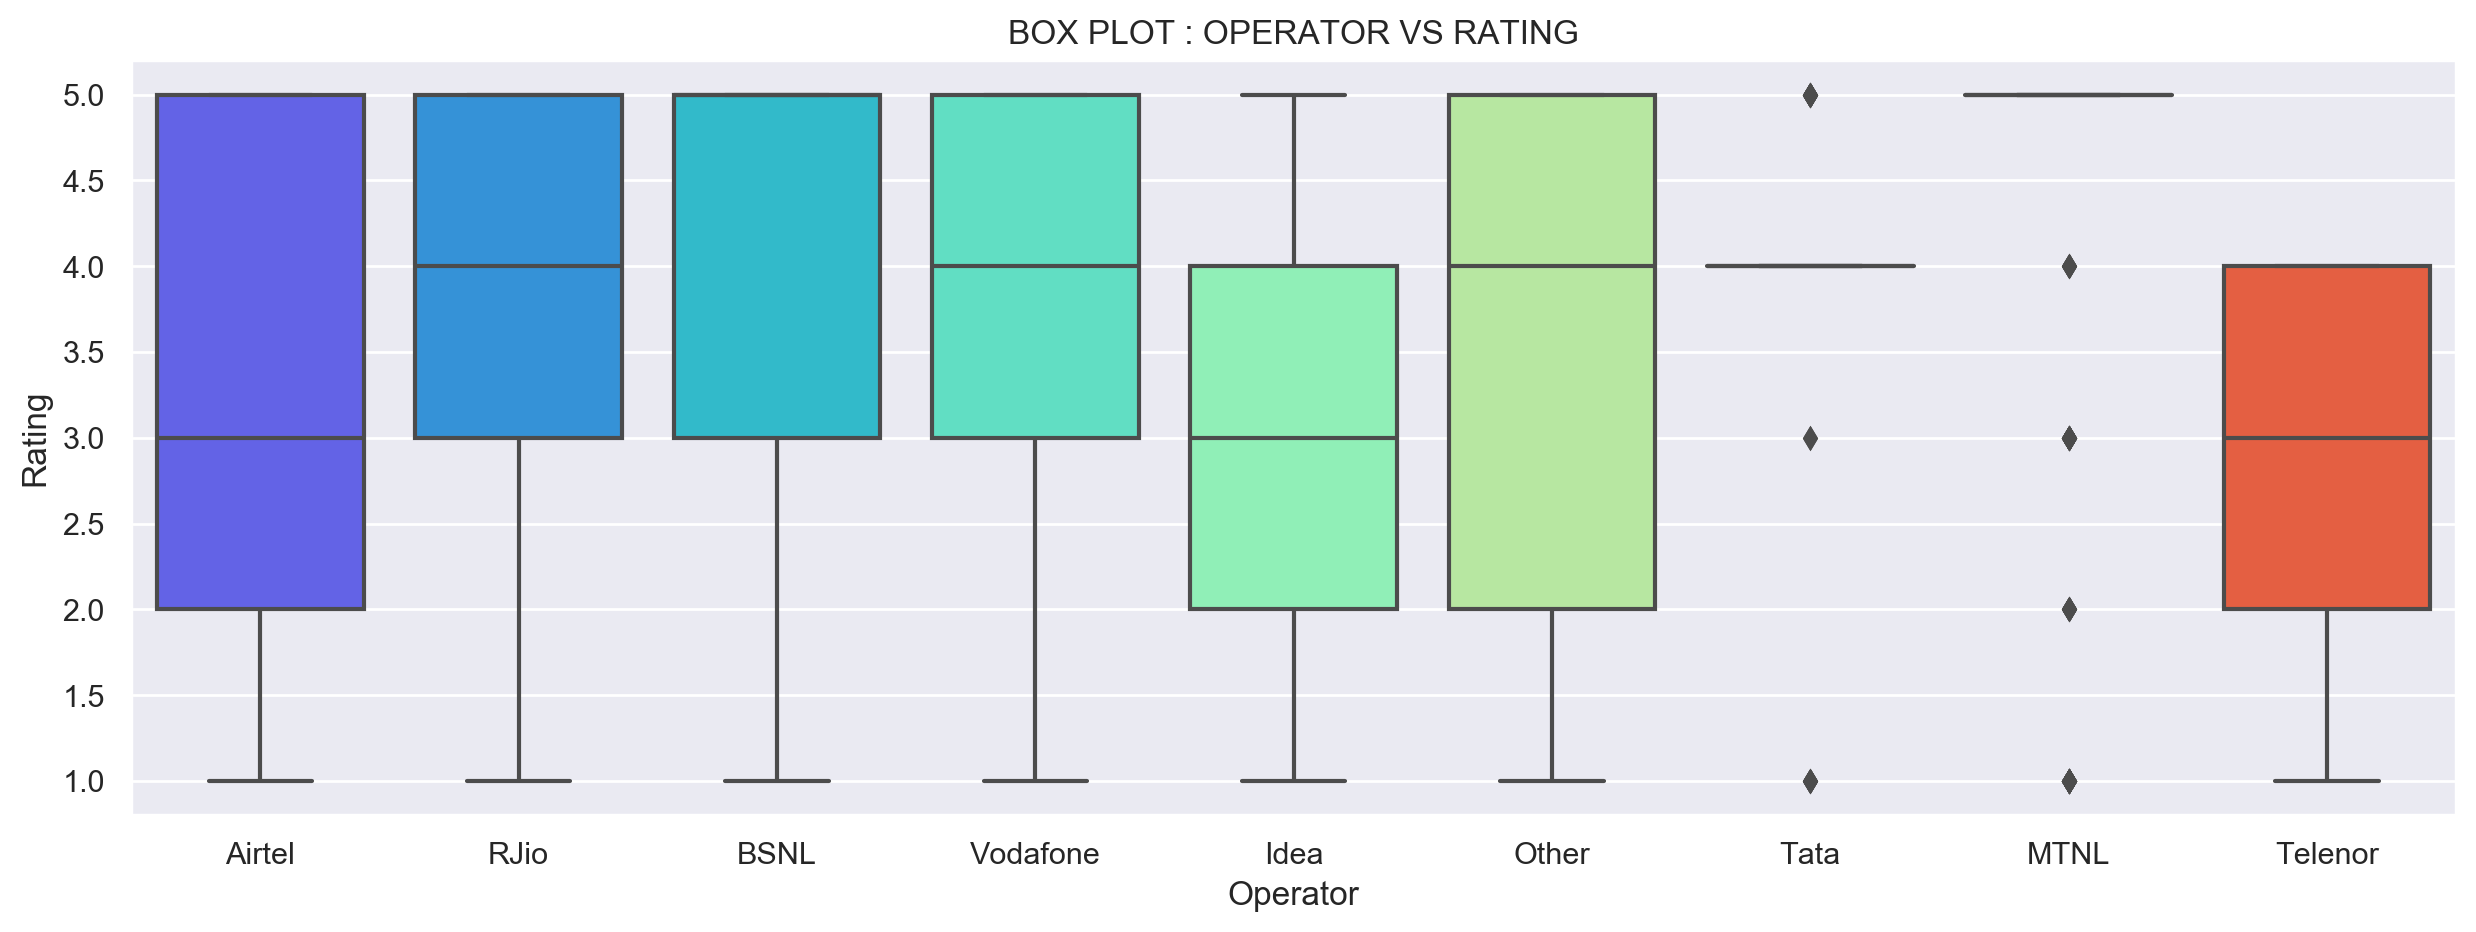 BOX PLOT : OPERATOR VS RATING
5.0
4.5
4.0
3.5
3.0
2.5
2.0
1.5
1.0
Rating
Airtel RJio BSNL Vodafone Idea Other Tata MTNL Telenor
Operator